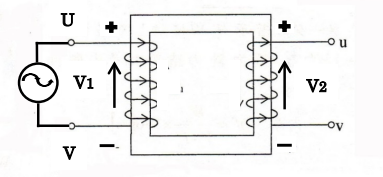 U + + u
V1 V2
V − − v